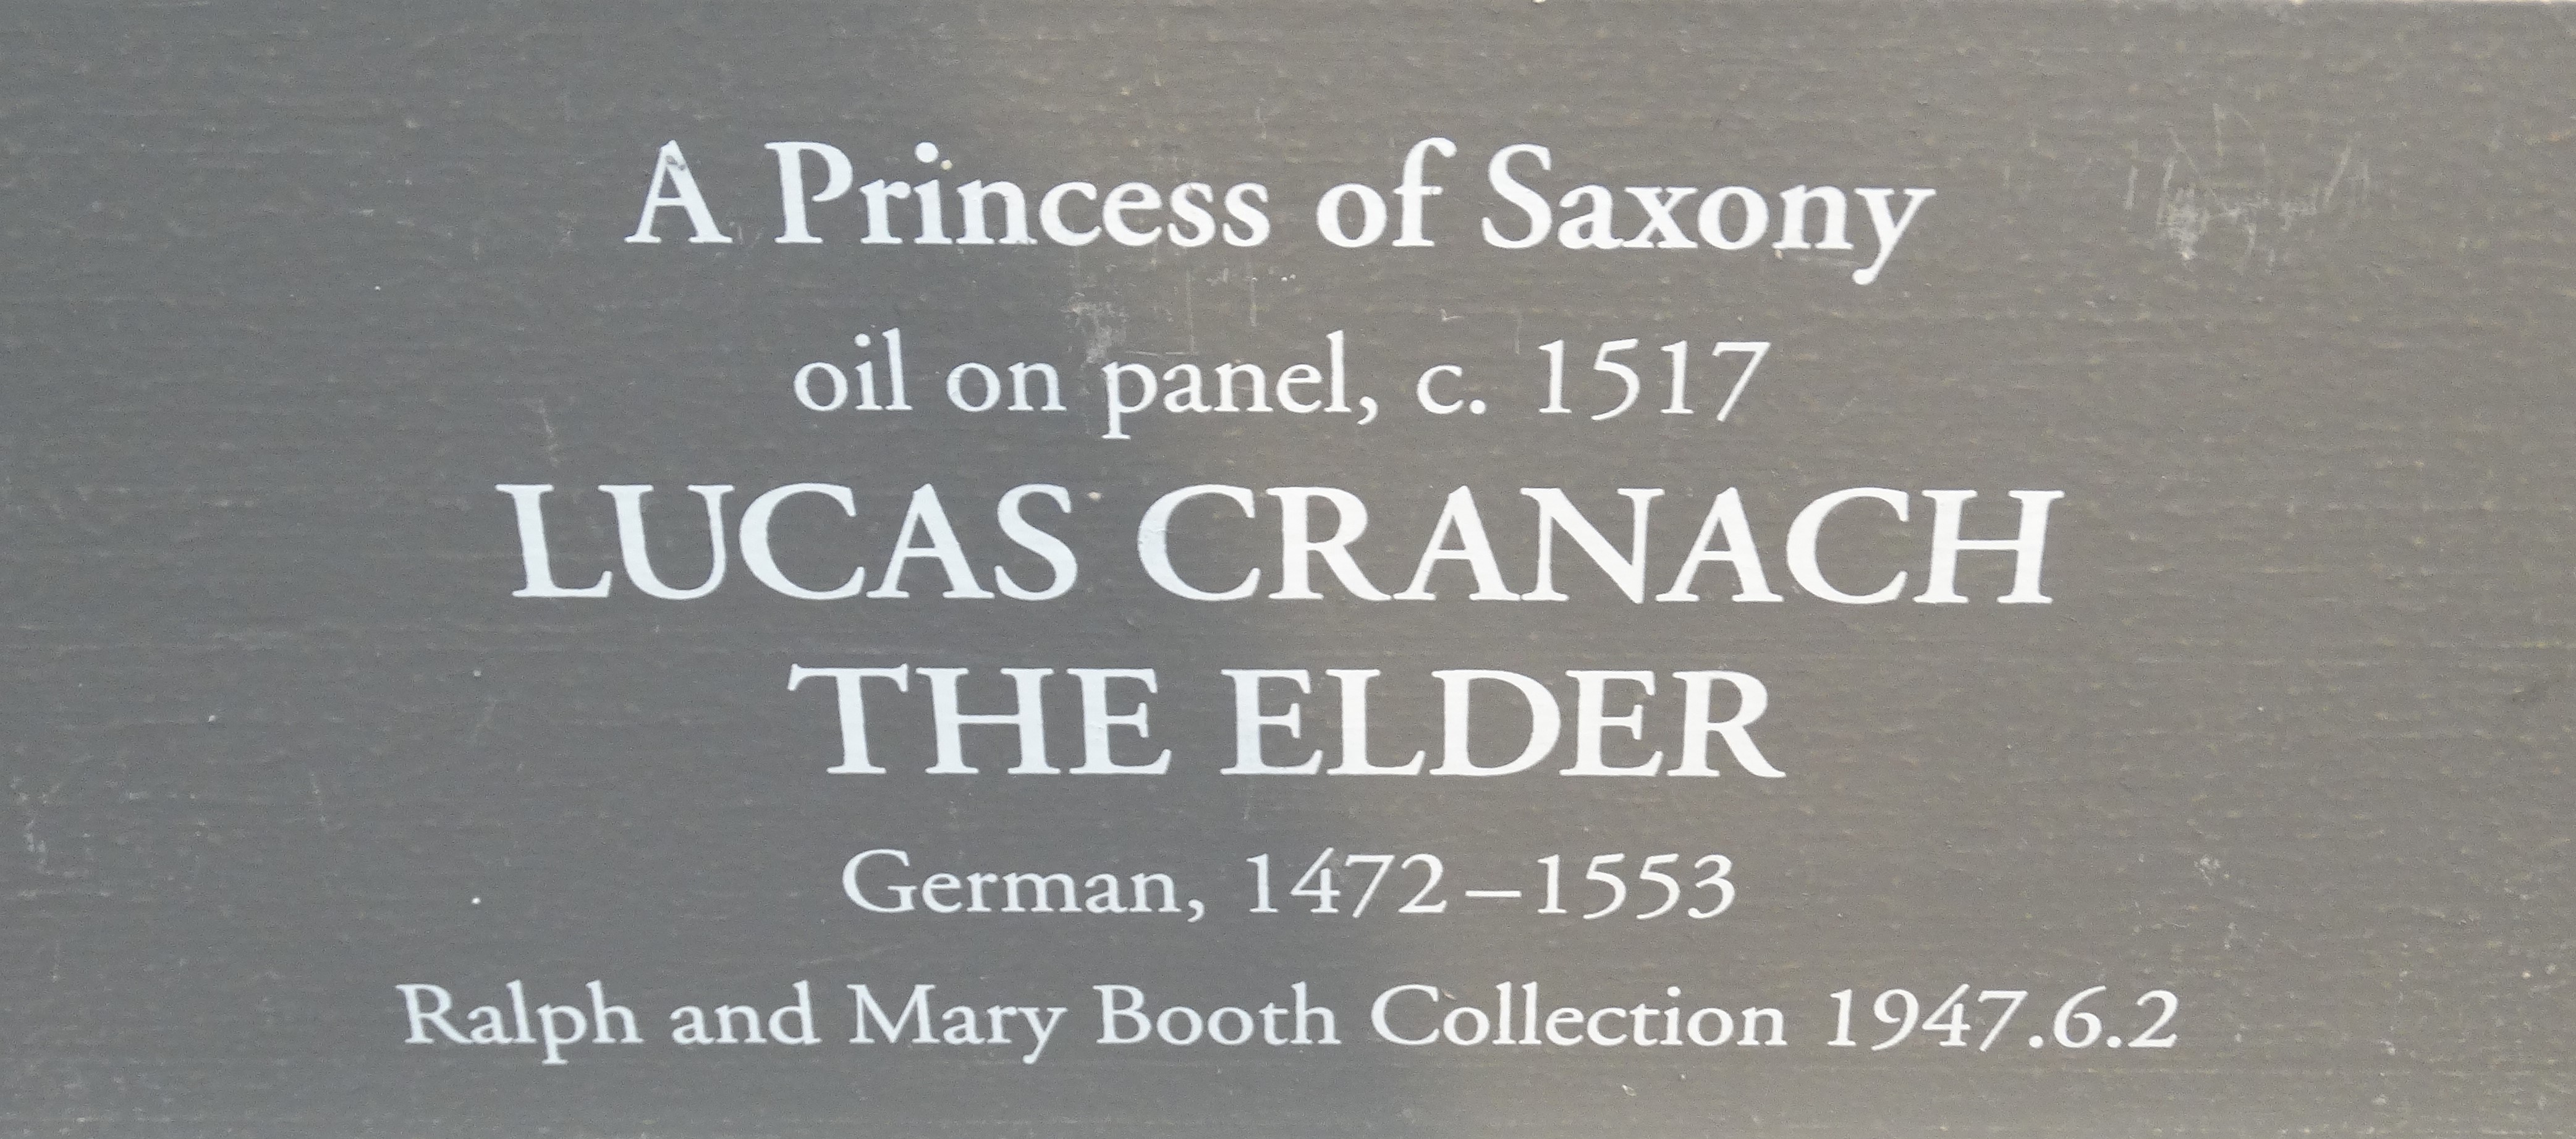 A Princess of Saxony
oil on panel, c. 1517
LUCAS CRANACH
THE ELDER
German, 1472–1553
Ralph and Mary Booth Collection 1947.6.2